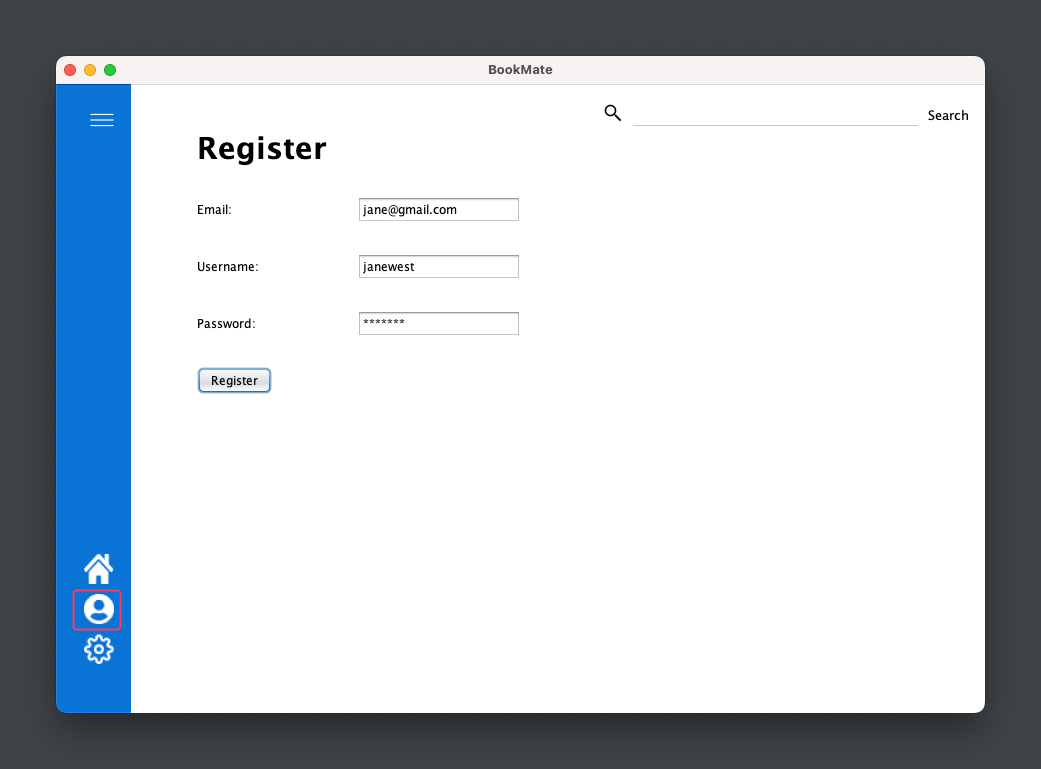 BookMate
Search
Register
Email: jane@gmail.com
Username: janewest
Password: *******
Register